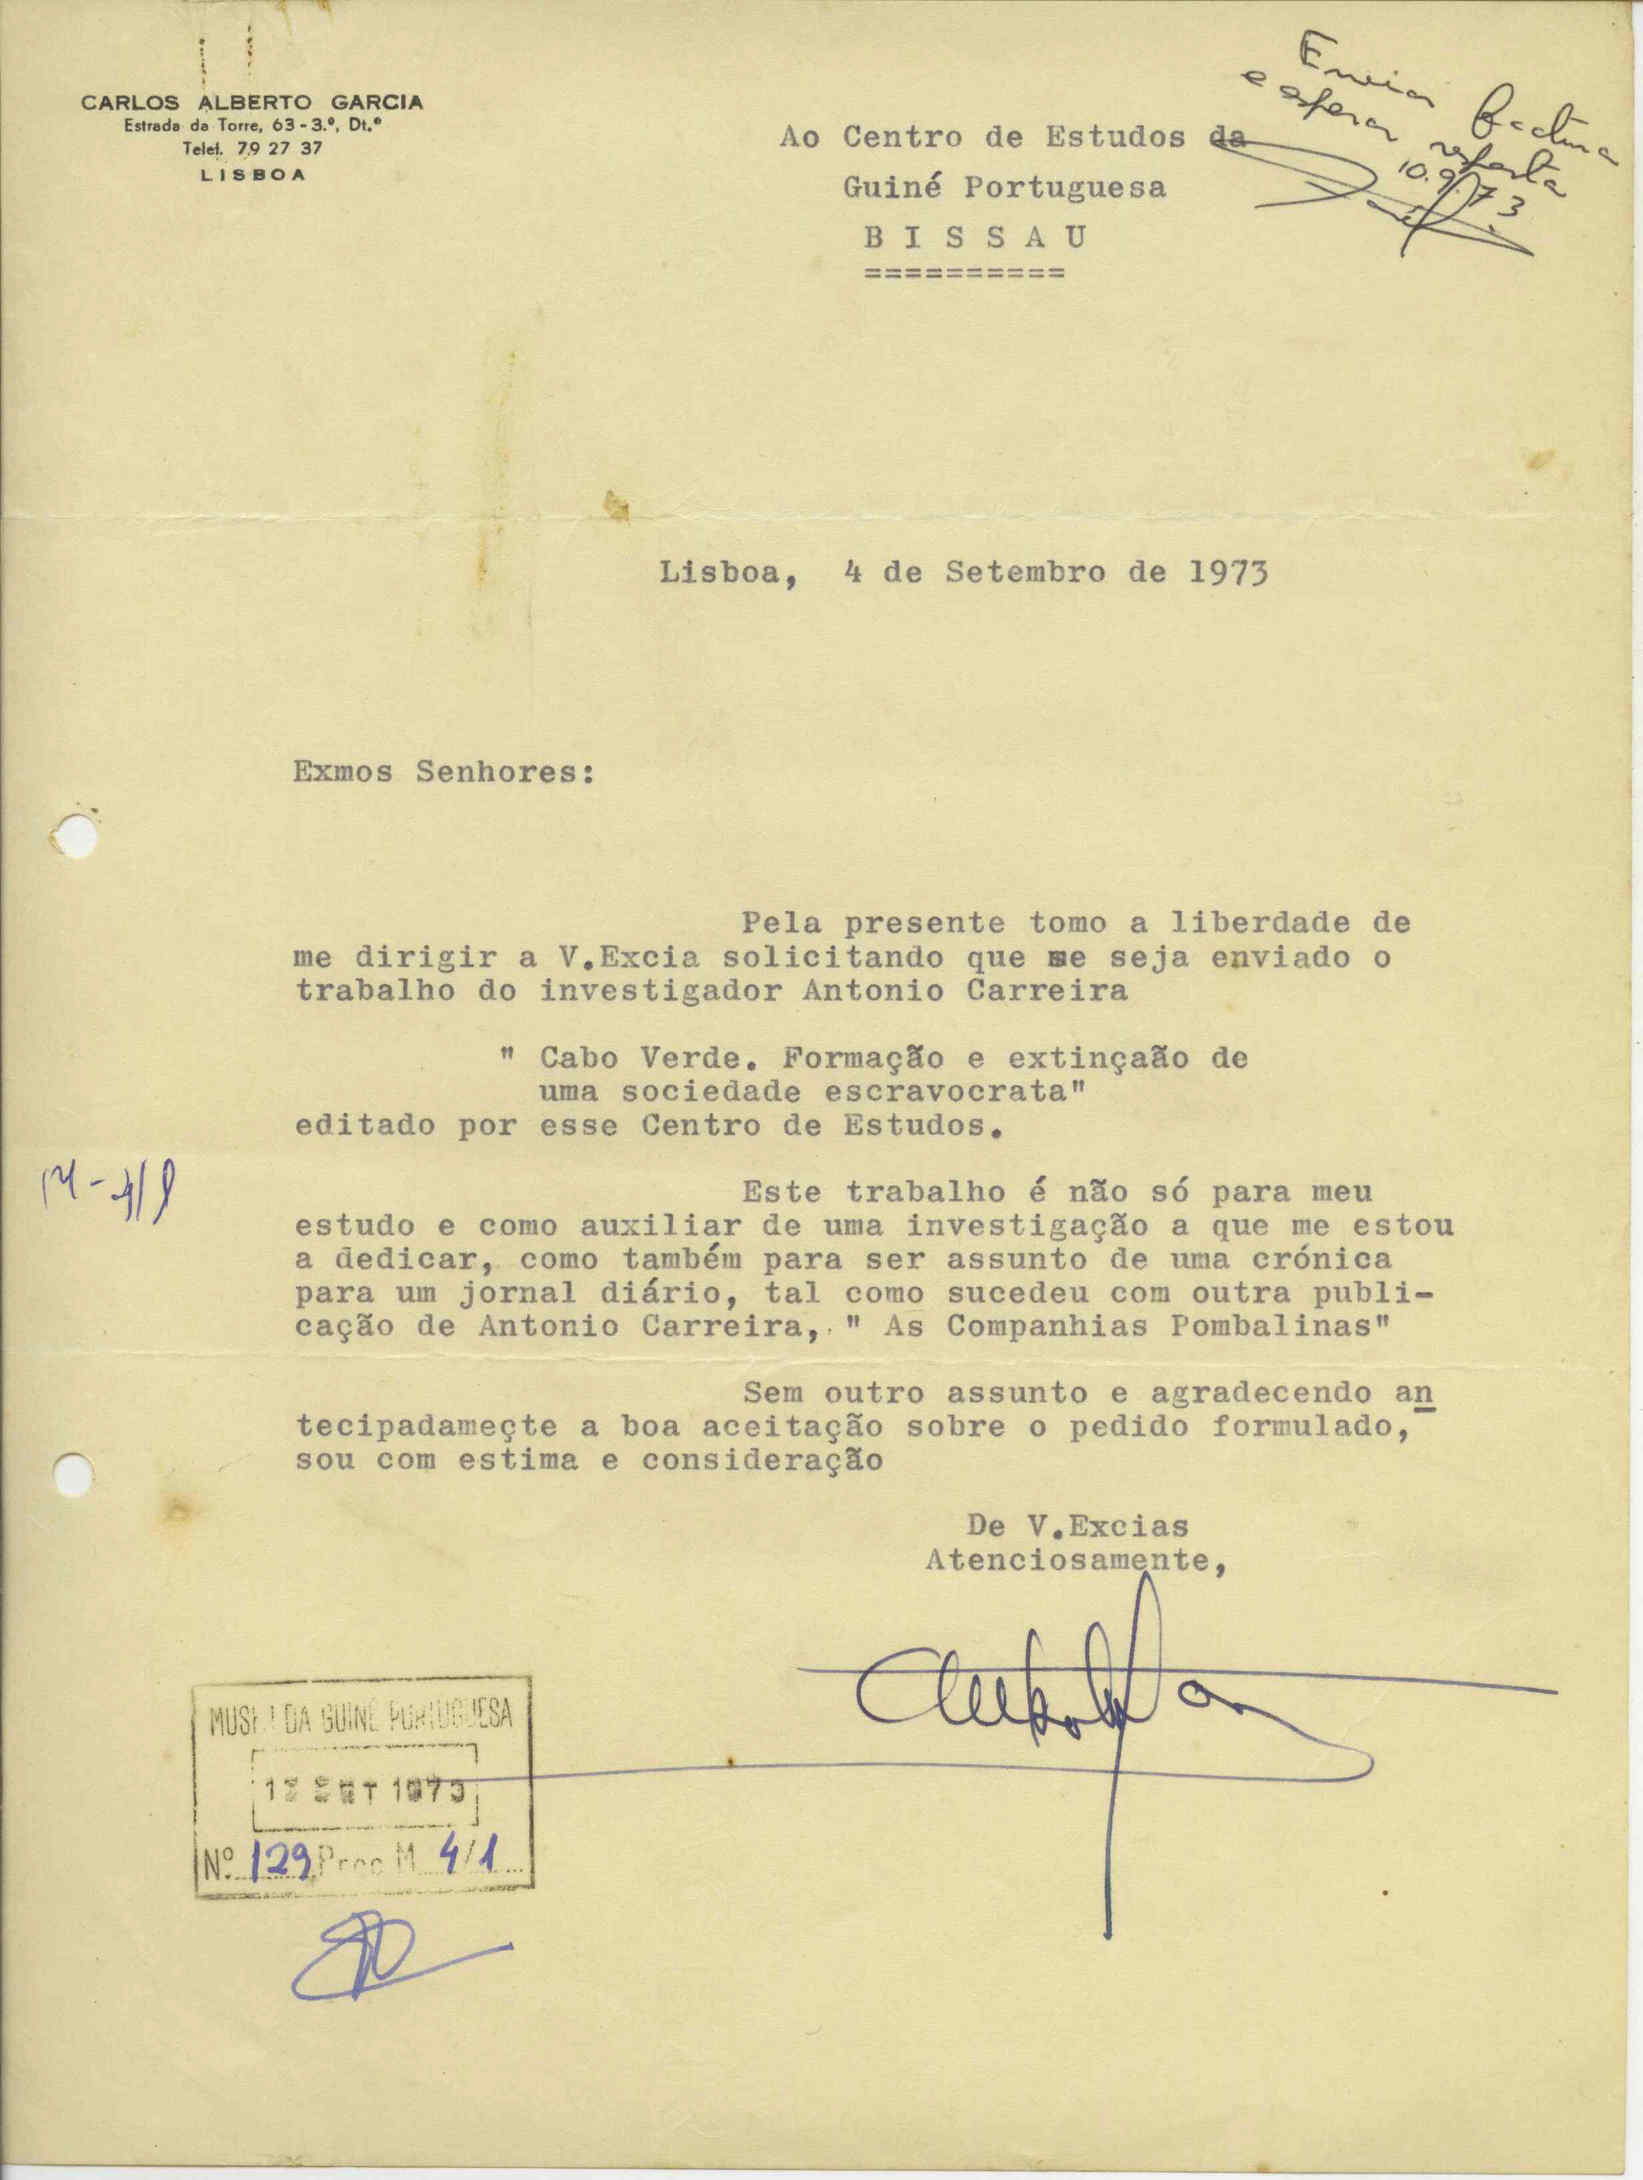 CARLOS ALBERTO GARCIA
Estrada da Torre, 63-3.º, Dt.º
Telef. 79 27 37
LISBOA
Enviar factura
e esperar resposta
10.9.73
Ao Centro de Estudos da
Guiné Portuguesa
B I S S A U
==========
Lisboa, 4 de Setembro de 1973
Exmos Senhores:
Pela presente tomo a liberdade de
me dirigir a V.Excia solicitando que me seja enviado o
trabalho do investigador Antonio Carreira
" Cabo Verde. Formação e extinçaão de
uma sociedade escravocrata"
editado por esse Centro de Estudos.
Este trabalho é não só para meu
estudo e como auxiliar de uma investigação a que me estou
a dedicar, como também para ser assunto de uma crónica
para um jornal diário, tal como sucedeu com outra publi-
cação de Antonio Carreira, " As Companhias Pombalinas"
Sem outro assunto e agradecendo an
tecipadameçte a boa aceitação sobre o pedido formulado,
sou com estima e consideração
De V.Excias
Atenciosamente,
MUSEU DA GUINÉ PORTUGUESA
SET 1973
Nº 129 Proc M 4/1